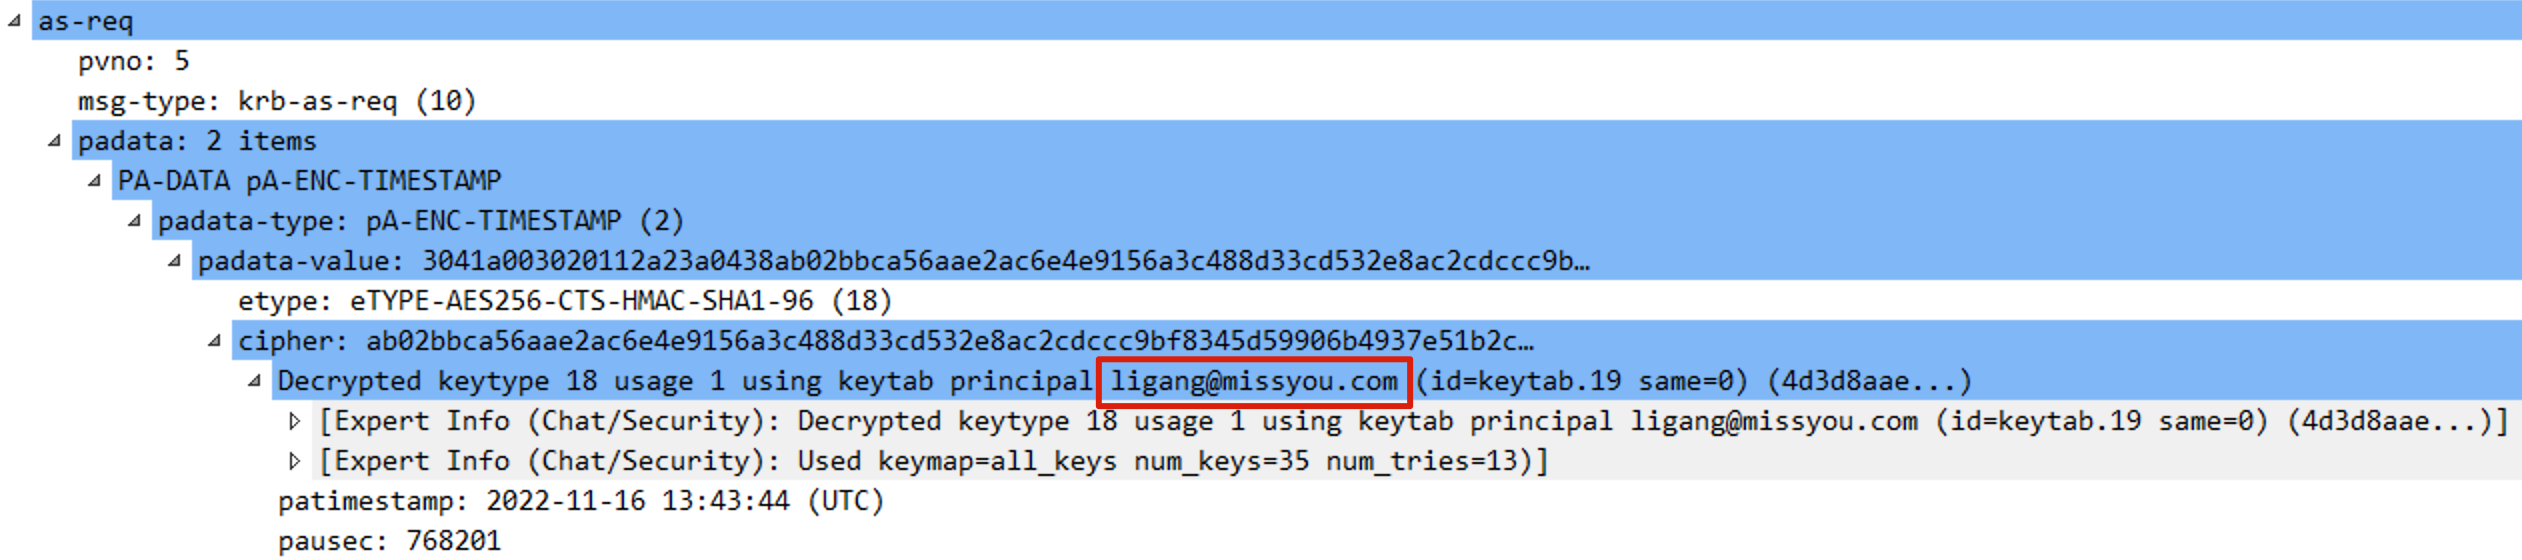 as-req
pvno: 5
msg-type: krb-as-req (10)
padata: 2 items
PA-DATA pA-ENC-TIMESTAMP
padata-type: pA-ENC-TIMESTAMP (2)
padata-value: 3041a003020112a23a0438ab02bbca56aae2ac6e4e9156a3c488d33cd532e8ac2cdccc9b…
etype: eTYPE-AES256-CTS-HMAC-SHA1-96 (18)
cipher: ab02bbca56aae2ac6e4e9156a3c488d33cd532e8ac2cdccc9bf8345d59906b4937e51b2c…
Decrypted keytype 18 usage 1 using keytab principal ligang@missyou.com (id=keytab.19 same=0) (4d3d8aae...)
[Expert Info (Chat/Security): Decrypted keytype 18 usage 1 using keytab principal ligang@missyou.com (id=keytab.19 same=0) (4d3d8aae...)]
[Expert Info (Chat/Security): Used keymap=all_keys num_keys=35 num_tries=13)]
patimestamp: 2022-11-16 13:43:44 (UTC)
pausec: 768201